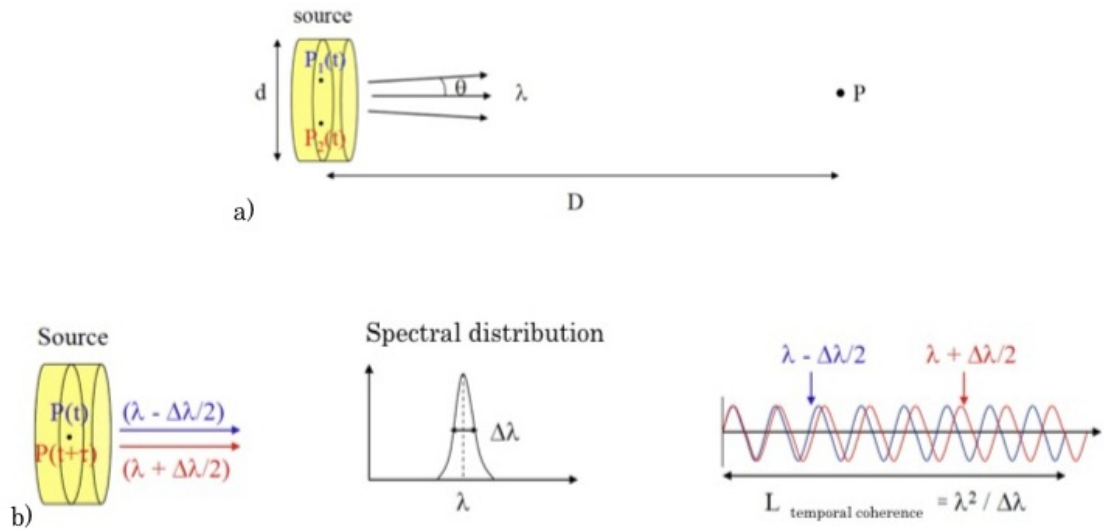 source
P₁(t)
d
θ
λ
P
P₂(t)
D
a)
Source
Spectral distribution
λ - Δλ/2
λ + Δλ/2
P(t)
(λ - Δλ/2)
Δλ
P(t+τ)
(λ + Δλ/2)
λ
L temporal coherence = λ² / Δλ
b)